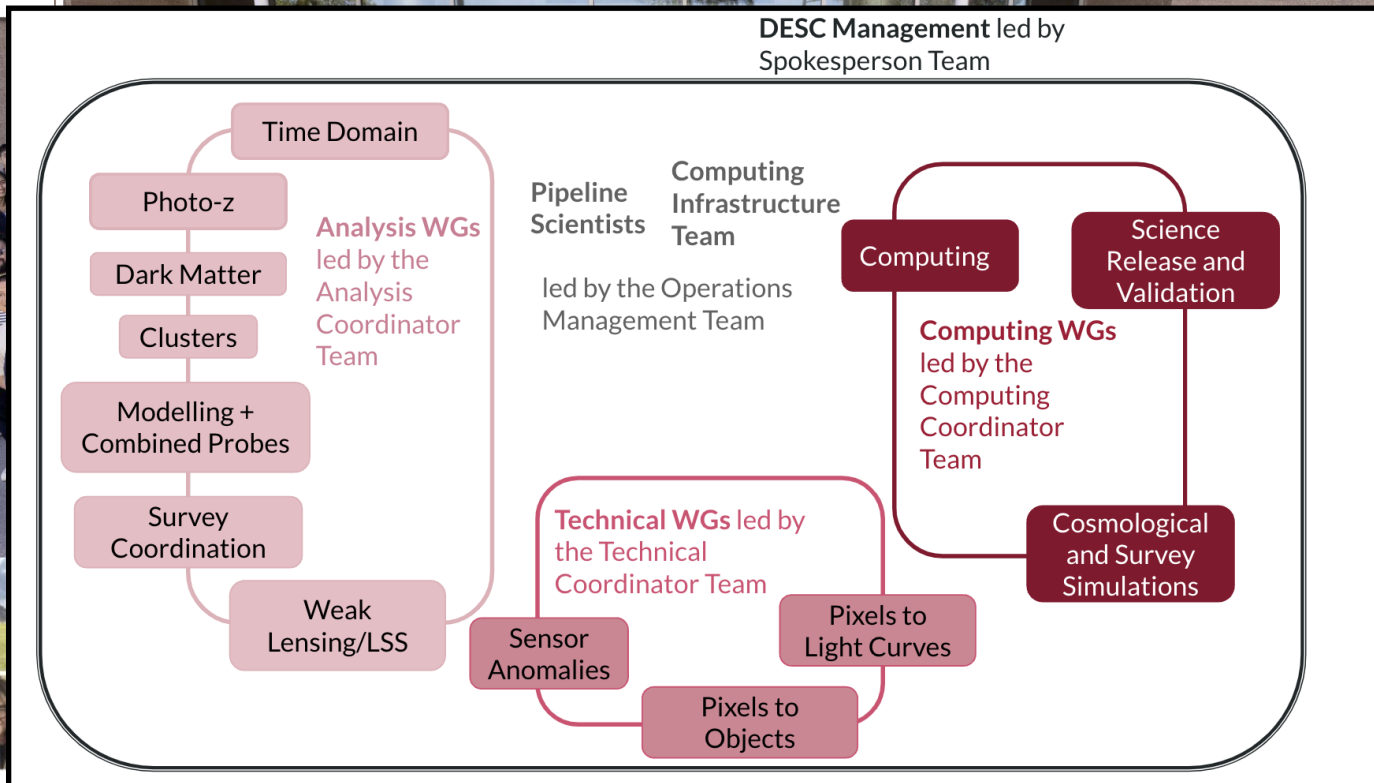 DESC Management led by
Spokesperson Team
Time Domain
Photo-z
Dark Matter
Clusters
Modelling +
Combined Probes
Survey
Coordination
Weak
Lensing/LSS
Analysis WGs
led by the
Analysis
Coordinator
Team
Pipeline
Scientists
Computing
Infrastructure
Team
led by the Operations
Management Team
Computing
Science
Release and
Validation
Computing WGs
led by the
Computing
Coordinator
Team
Cosmological
and Survey
Simulations
Technical WGs led by
the Technical
Coordinator Team
Sensor
Anomalies
Pixels to
Light Curves
Pixels to
Objects